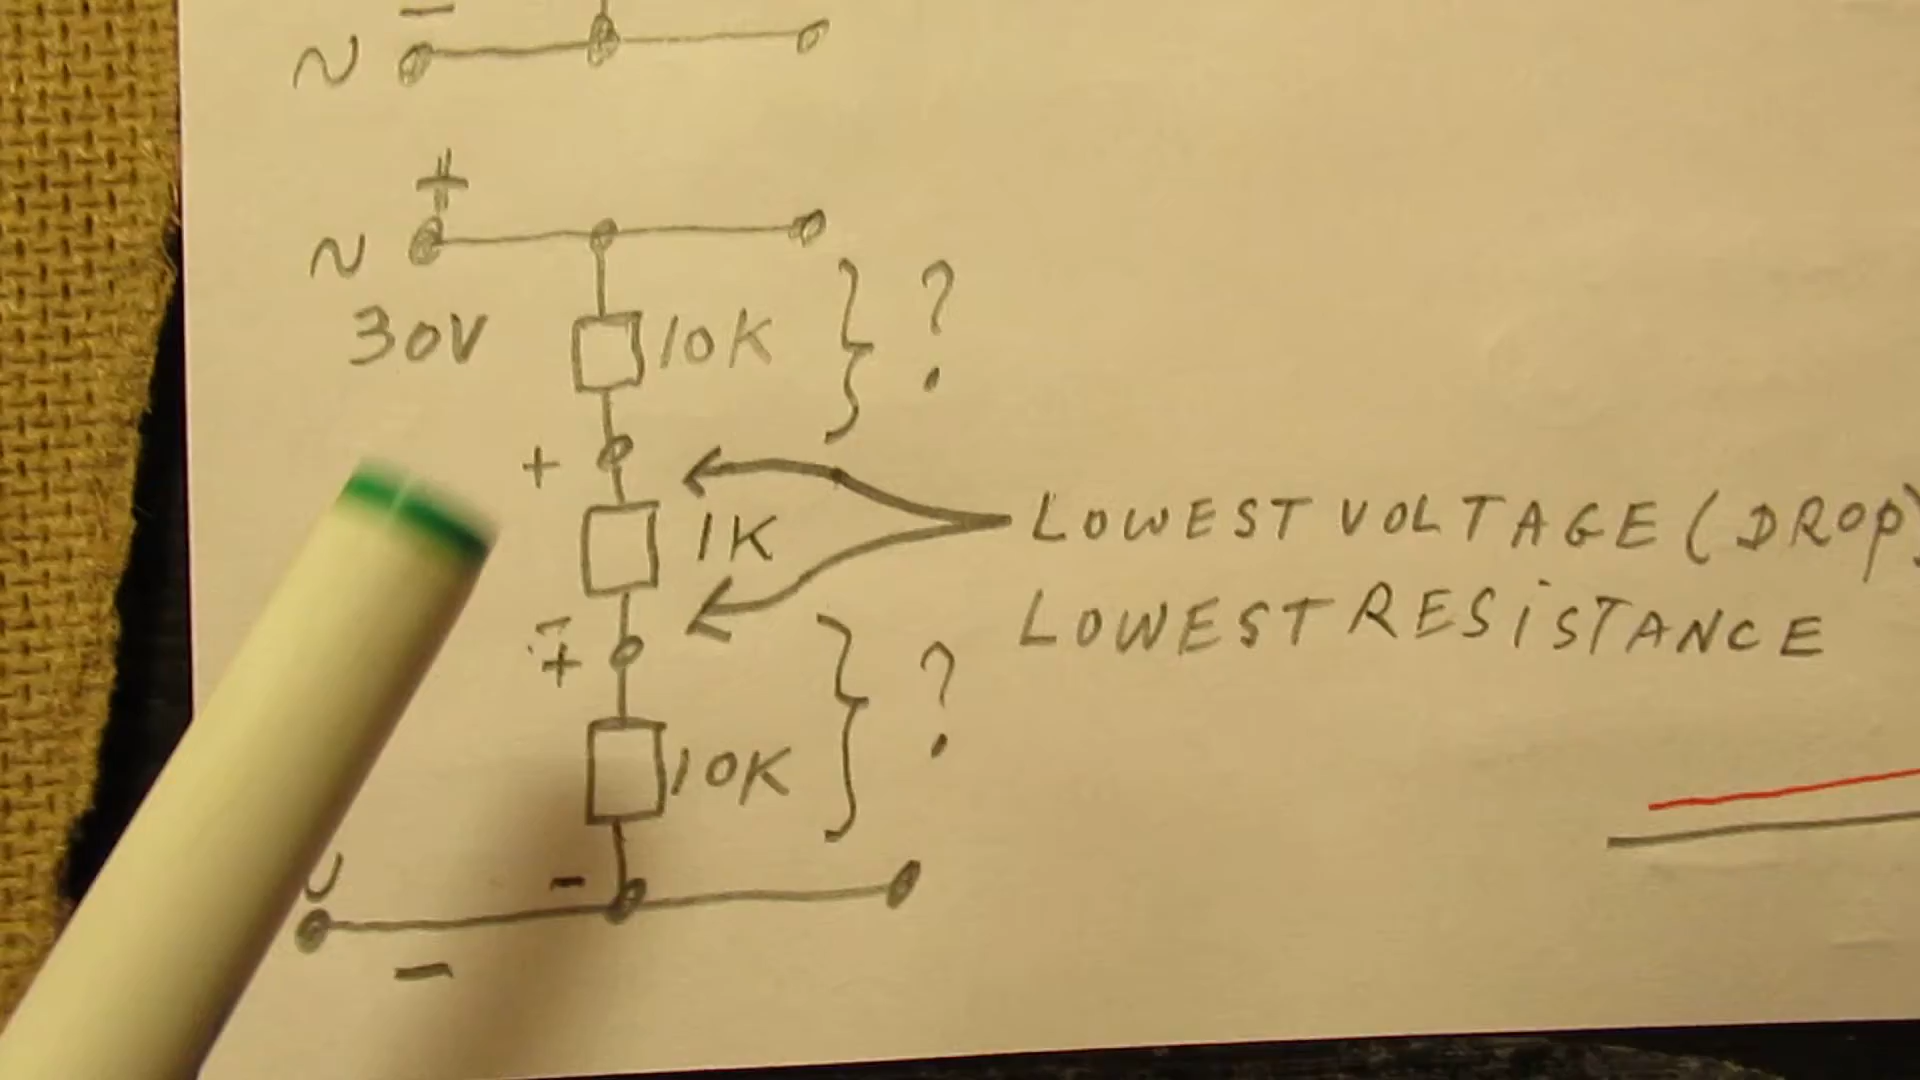 -
~
+
~
30V
10K
?
+
1K
LOWEST VOLTAGE (DROP)
LOWEST RESISTANCE
-
+
?
10K
-
-